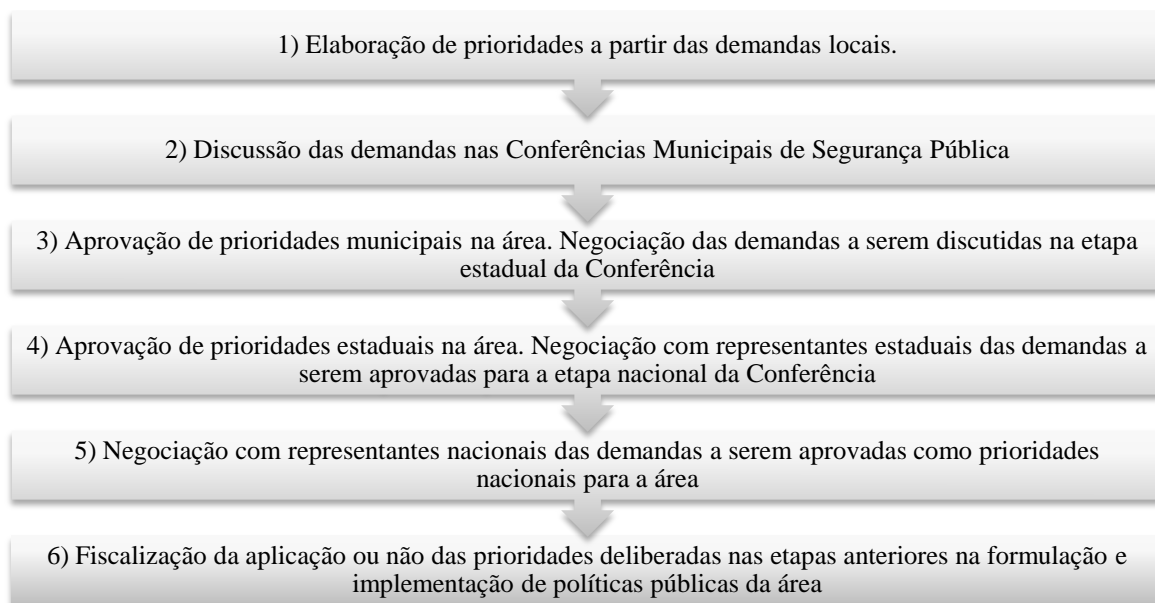 1) Elaboração de prioridades a partir das demandas locais.
2) Discussão das demandas nas Conferências Municipais de Segurança Pública
3) Aprovação de prioridades municipais na área. Negociação das demandas a serem discutidas na etapa
estadual da Conferência
4) Aprovação de prioridades estaduais na área. Negociação com representantes estaduais das demandas a
serem aprovadas para a etapa nacional da Conferência
5) Negociação com representantes nacionais das demandas a serem aprovadas como prioridades
nacionais para a área
6) Fiscalização da aplicação ou não das prioridades deliberadas nas etapas anteriores na formulação e
implementação de políticas públicas da área